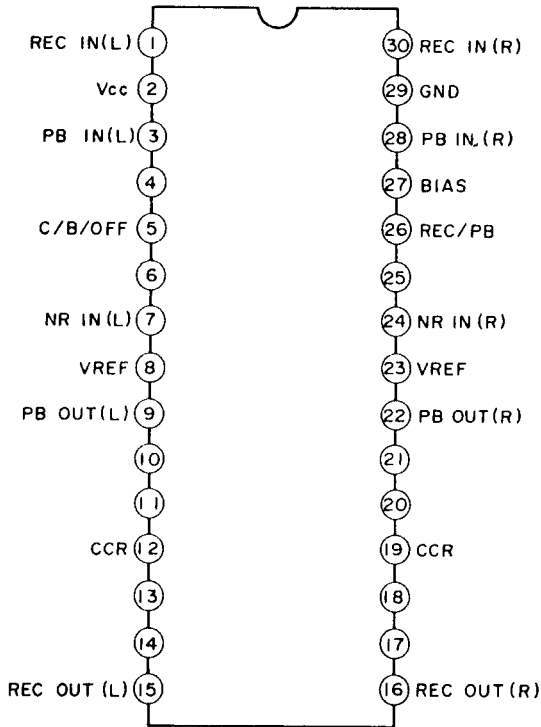 REC IN(L) 1 30 REC IN(R)
Vcc 2 29 GND
PB IN(L) 3 28 PB IN.(R)
4 27 BIAS
C/B/OFF 5 26 REC/PB
6 25
NR IN(L) 7 24 NR IN(R)
VREF 8 23 VREF
PB OUT(L) 9 22 PB OUT(R)
10 21
11 20
CCR 12 19 CCR
13 18
14 17
REC OUT(L) 15 16 REC OUT(R)